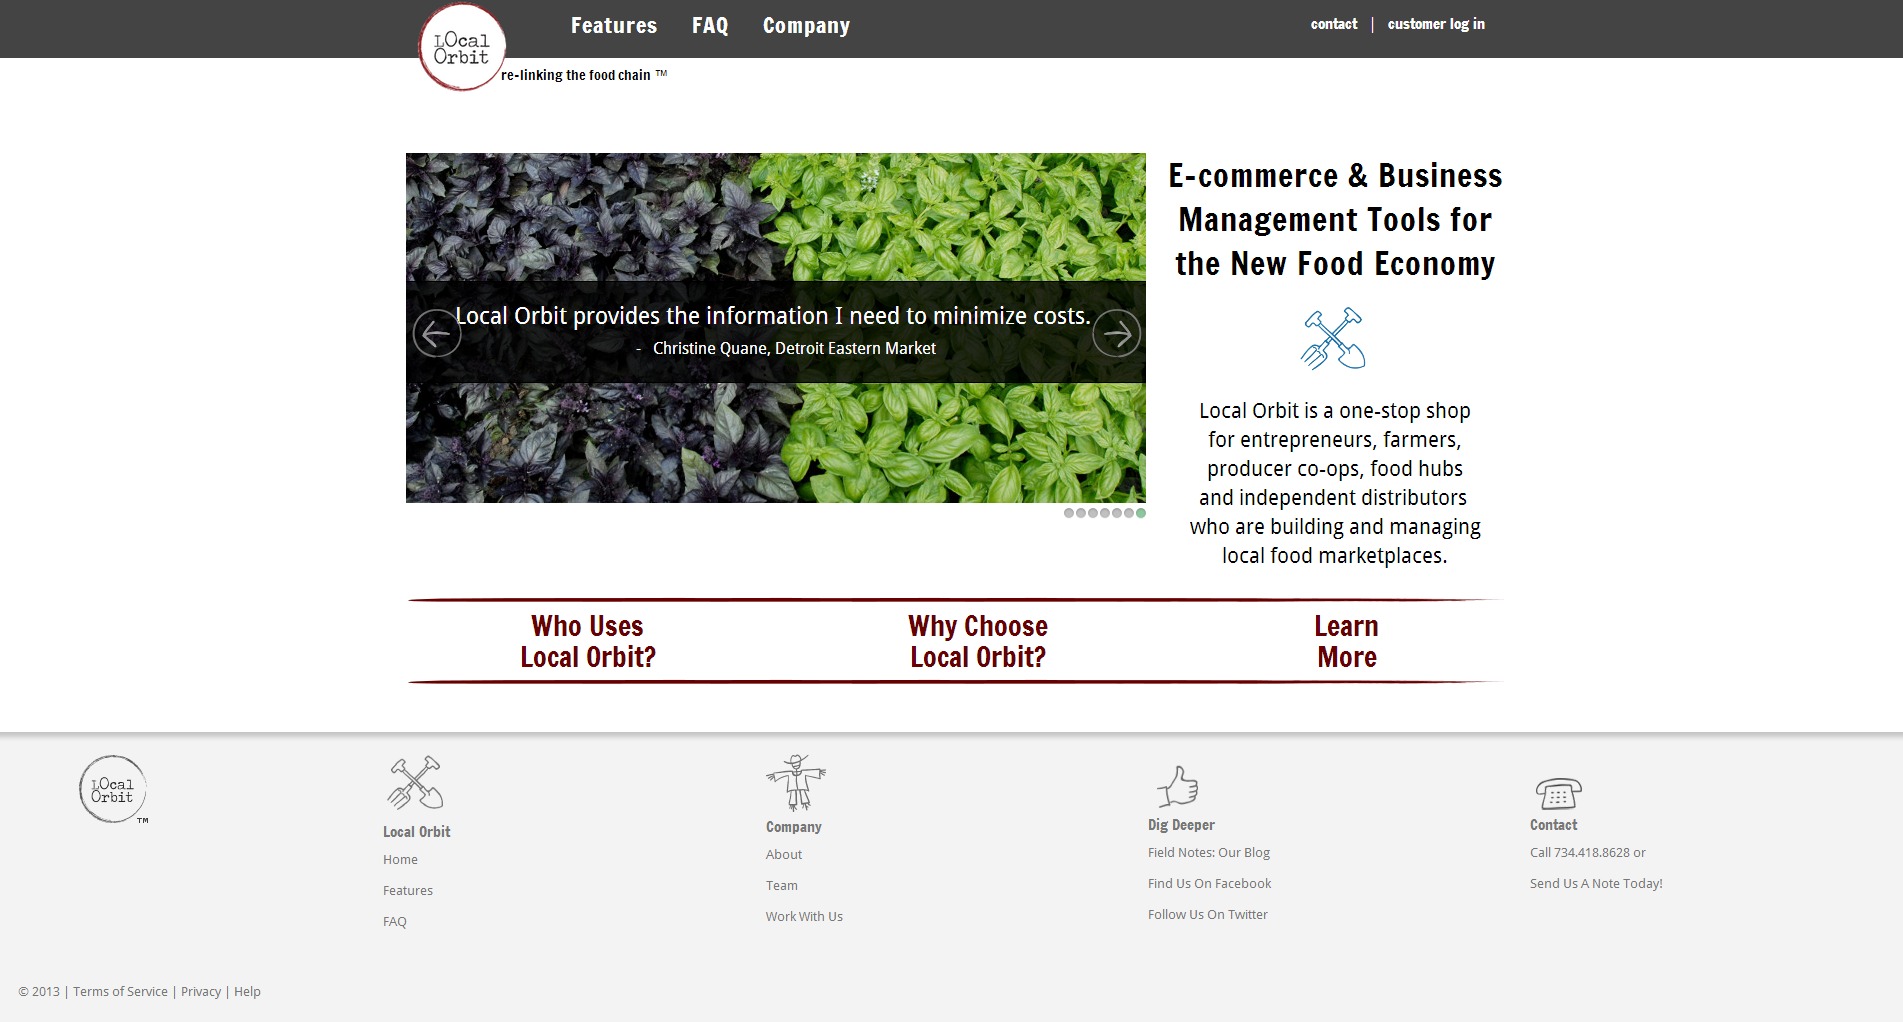 LOcal
Orbit
Features
FAQ
Company
contact | customer log in
re-linking the food chain ™
E-commerce & Business
Management Tools for
the New Food Economy
Local Orbit provides the information I need to minimize costs.
- Christine Quane, Detroit Eastern Market
Local Orbit is a one-stop shop
for entrepreneurs, farmers,
producer co-ops, food hubs
and independent distributors
who are building and managing
local food marketplaces.
Who Uses
Local Orbit?
Why Choose
Local Orbit?
Learn
More
LOcal
Orbit
TM
Local Orbit
Home
Features
FAQ
Company
About
Team
Work With Us
Dig Deeper
Field Notes: Our Blog
Find Us On Facebook
Follow Us On Twitter
Contact
Call 734.418.8628 or
Send Us A Note Today!
© 2013 | Terms of Service | Privacy | Help